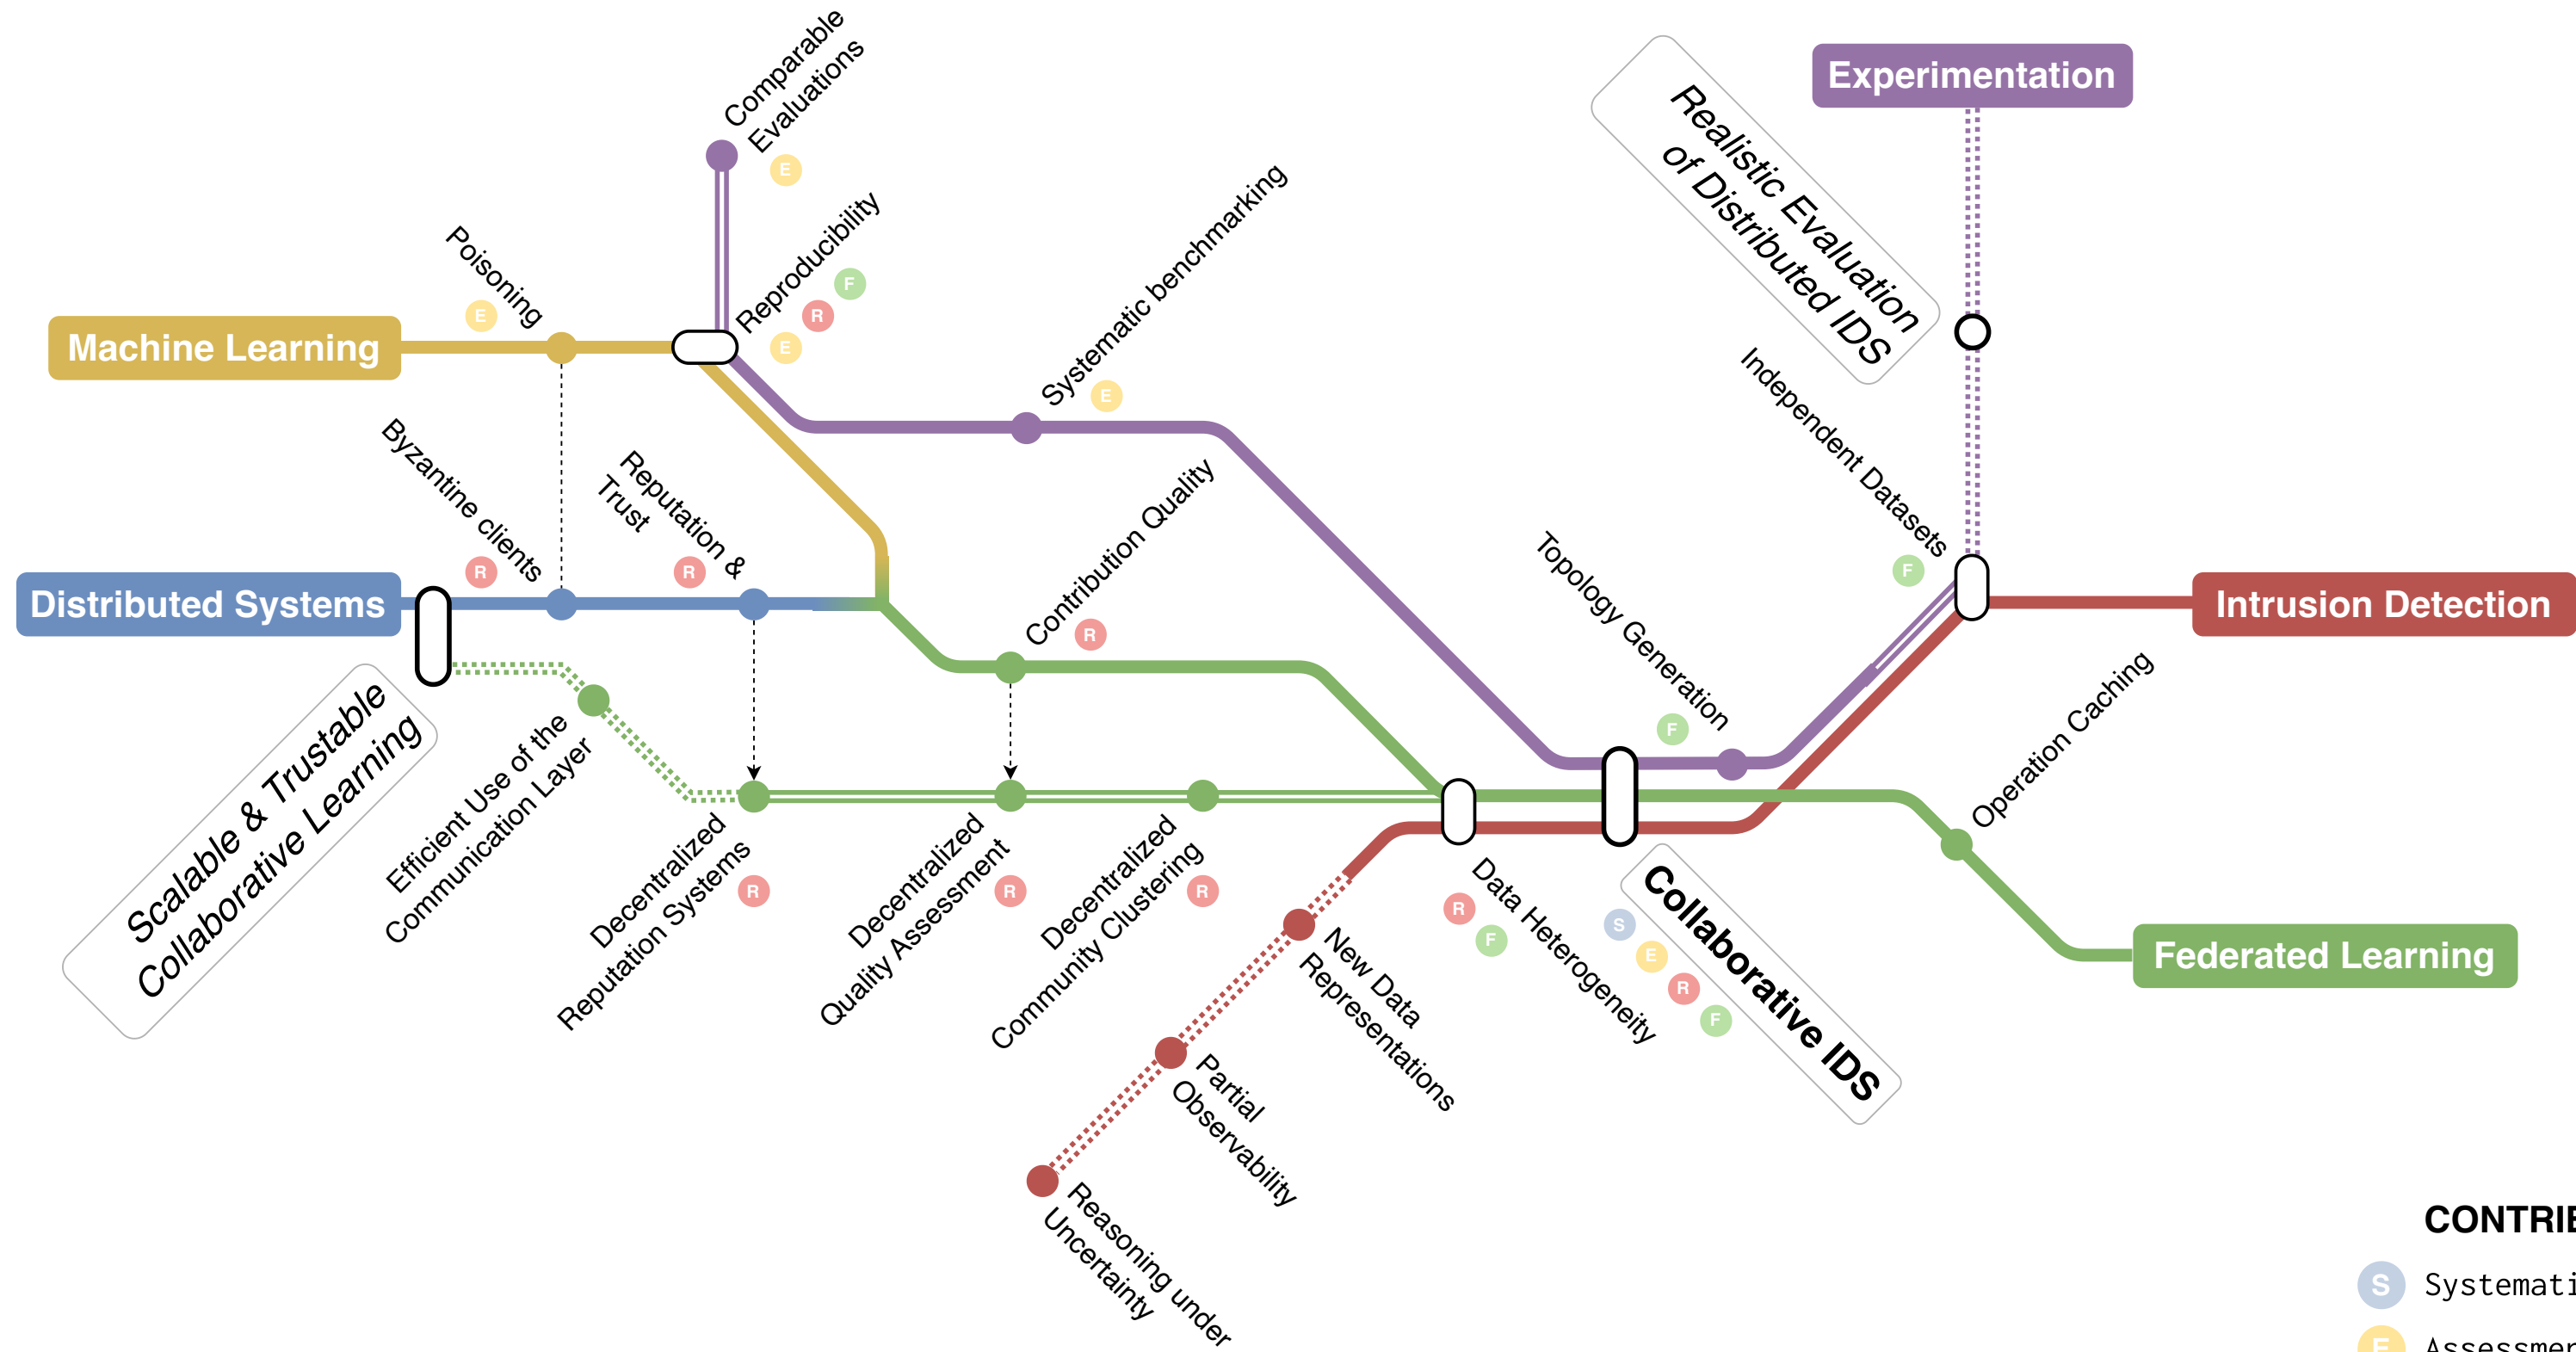 Comparable
Evaluations
E
Experimentation
Realistic Evaluation
of Distributed IDS
Poisoning
E
Reproducibility
F
R
E
Machine Learning
Systematic benchmarking
E
Independent Datasets
F
Byzantine clients
R
Reputation &
Trust
R
Contribution Quality
R
Topology Generation
F
Distributed Systems
Intrusion Detection
Operation Caching
Scalable & Trustable
Collaborative Learning
Efficient Use of the
Communication Layer
Decentralized
Reputation Systems
R
Decentralized
Quality Assessment
R
Decentralized
Community Clustering
R
Data Heterogeneity
R
F
Collaborative IDS
S
E
R
F
Federated Learning
New Data
Representations
Partial
Observability
Reasoning under
Uncertainty
S
E